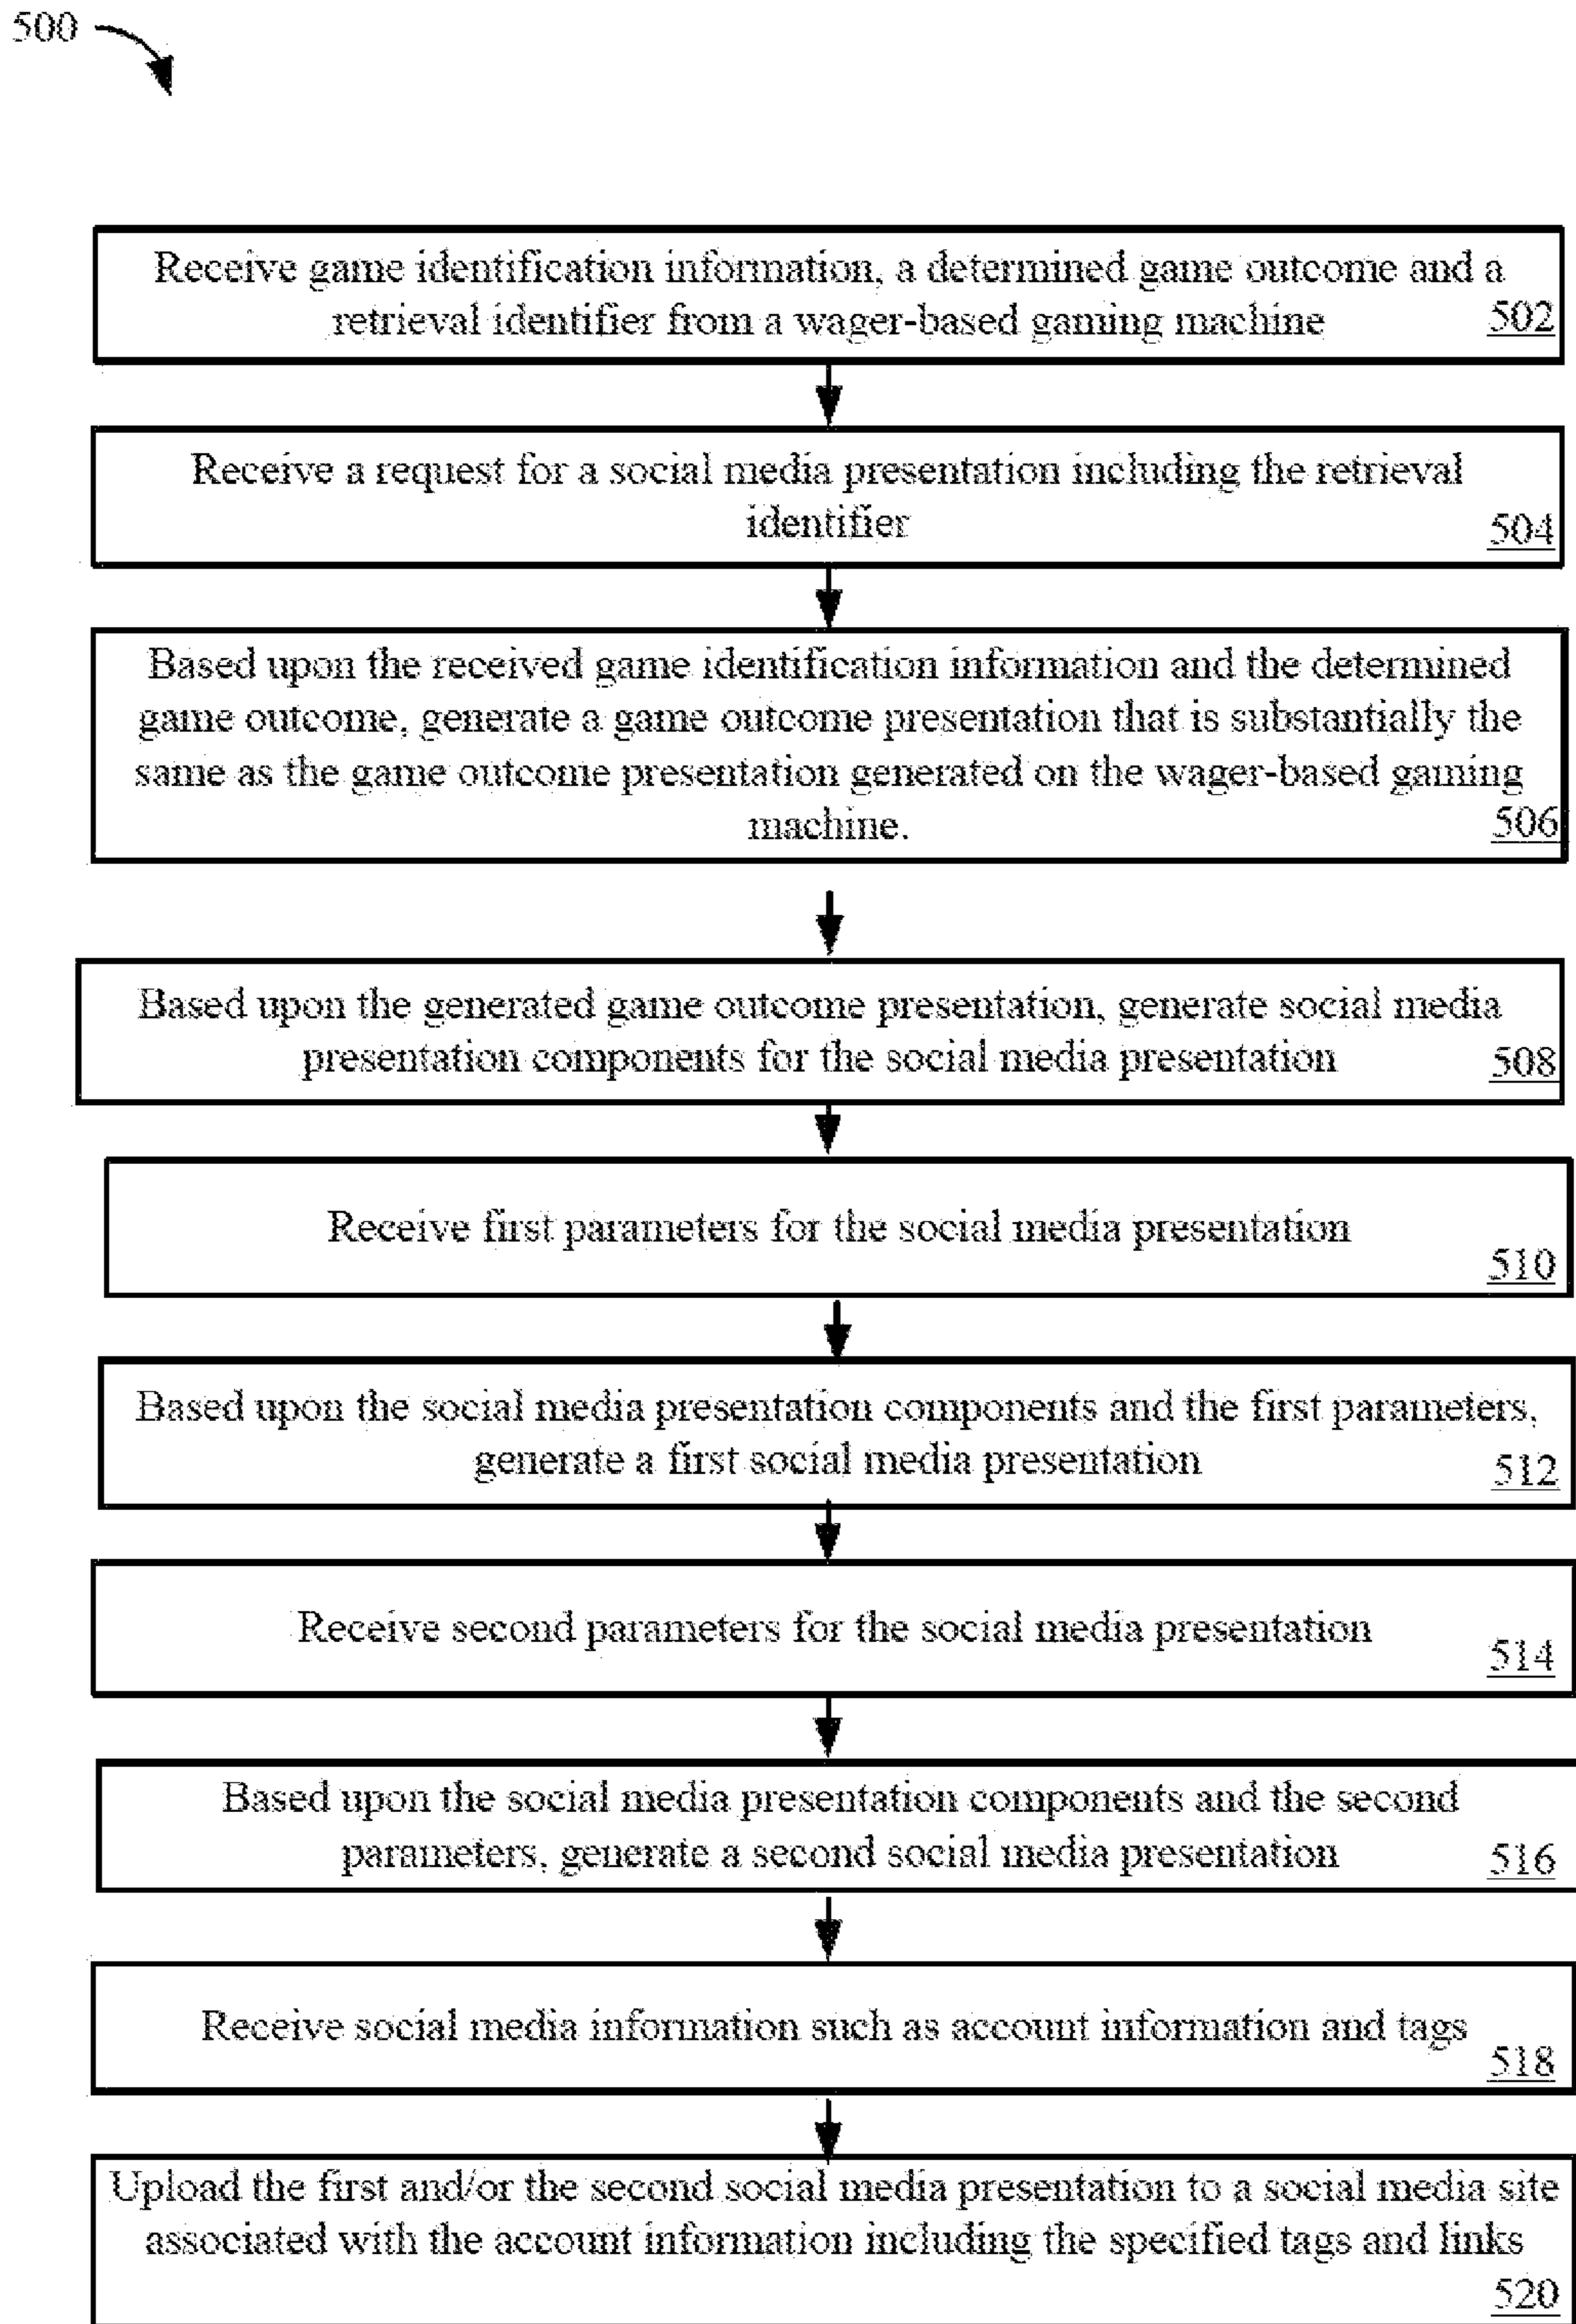 500
Receive game identification information, a determined game outcome and a
retrieval identifier from a wager-based gaming machine
502
Receive a request for a social media presentation including the retrieval
identifier
504
Based upon the received game identification information and the determined
game outcome, generate a game outcome presentation that is substantially the
same as the game outcome presentation generated on the wager-based gaming
machine.
506
Based upon the generated game outcome presentation, generate social media
presentation components for the social media presentation
508
Receive first parameters for the social media presentation
510
Based upon the social media presentation components and the first parameters,
generate a first social media presentation
512
Receive second parameters for the social media presentation
514
Based upon the social media presentation components and the second
parameters, generate a second social media presentation
516
Receive social media information such as account information and tags
518
Upload the first and/or the second social media presentation to a social media site
associated with the account information including the specified tags and links
520